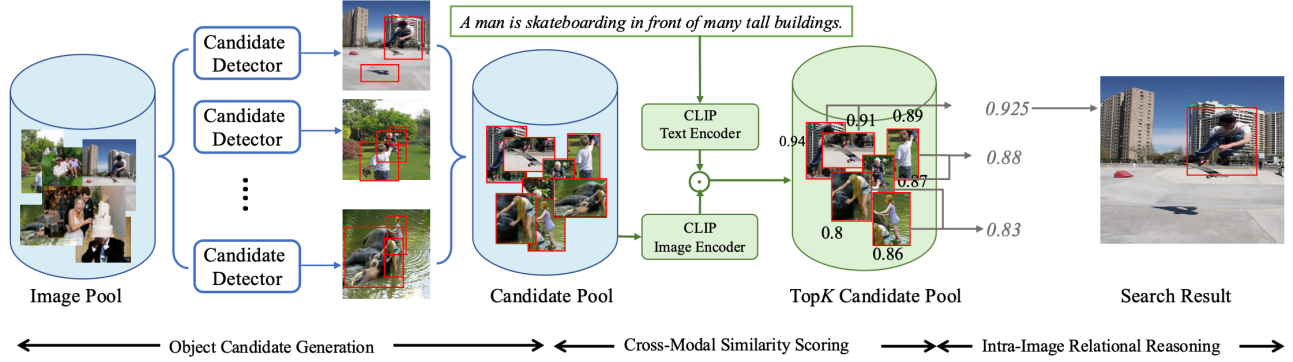 A man is skateboarding in front of many tall buildings.
Candidate
Detector
Candidate
Detector
Candidate
Detector
CLIP
Text Encoder
CLIP
Image Encoder
0.94
0.91
0.89
0.87
0.8
0.86
0.925
0.88
0.83
Image Pool
Candidate Pool
TopK Candidate Pool
Search Result
Object Candidate Generation
Cross-Modal Similarity Scoring
Intra-Image Relational Reasoning